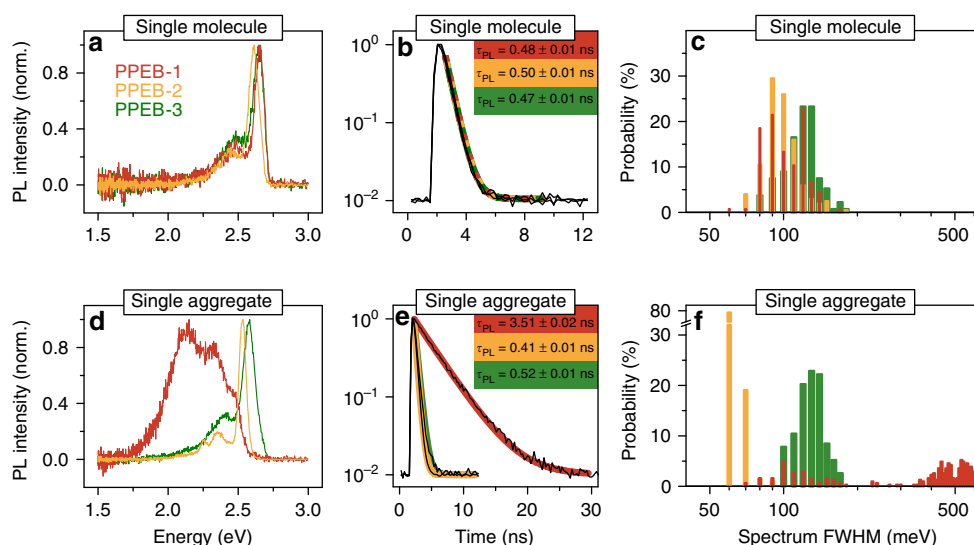 Single molecule
a
PL intensity (norm.)
PPEB-1
PPEB-2
PPEB-3
0.8
0.4
0.0
1.5 2.0 2.5 3.0
Single molecule
b
10⁰
10⁻¹
10⁻²
τPL = 0.48 ± 0.01 ns
τPL = 0.50 ± 0.01 ns
τPL = 0.47 ± 0.01 ns
0 4 8 12
Single molecule
c
Probability (%)
30
20
10
0
50 100 500
Single aggregate
d
PL intensity (norm.)
0.8
0.4
0.0
1.5 2.0 2.5 3.0
Energy (eV)
Single aggregate
e
10⁰
10⁻¹
10⁻²
τPL = 3.51 ± 0.02 ns
τPL = 0.41 ± 0.01 ns
τPL = 0.52 ± 0.01 ns
0 10 20 30
Time (ns)
Single aggregate
f
Probability (%)
80
30
20
10
0
50 100 500
Spectrum FWHM (meV)